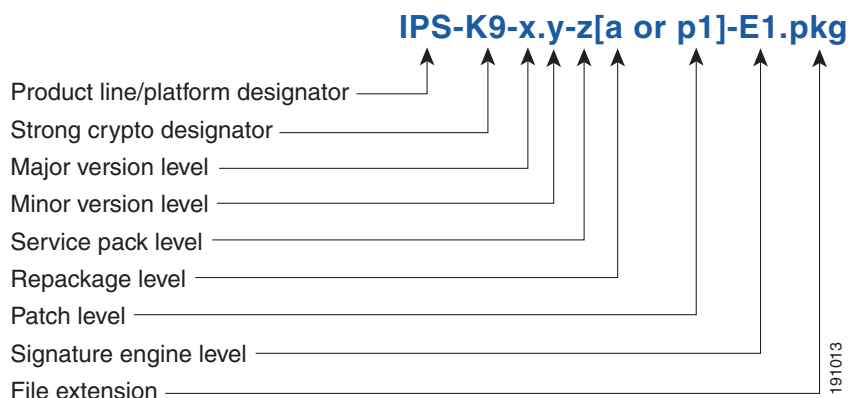 IPS-K9-x.y-z[a or p1]-E1.pkg
Product line/platform designator
Strong crypto designator
Major version level
Minor version level
Service pack level
Repackage level
Patch level
Signature engine level
File extension
191013